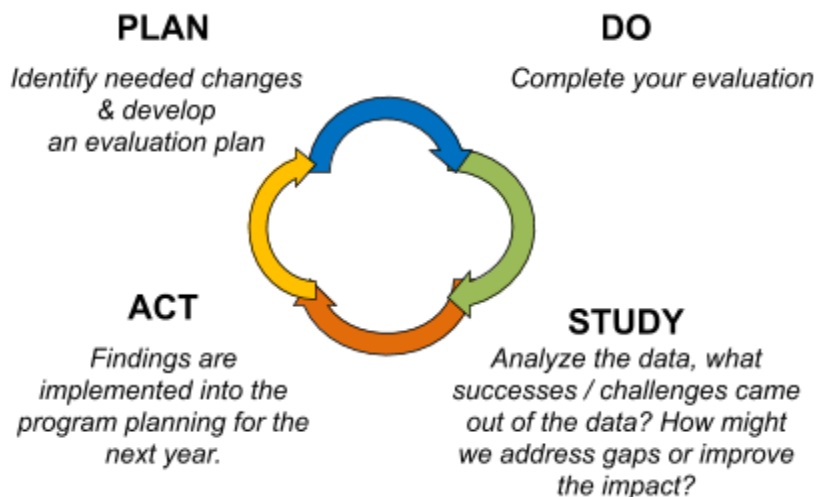 PLAN
Identify needed changes
& develop
an evaluation plan
DO
Complete your evaluation
ACT
Findings are
implemented into the
program planning for the
next year.
STUDY
Analyze the data, what
successes / challenges came
out of the data? How might
we address gaps or improve
the impact?